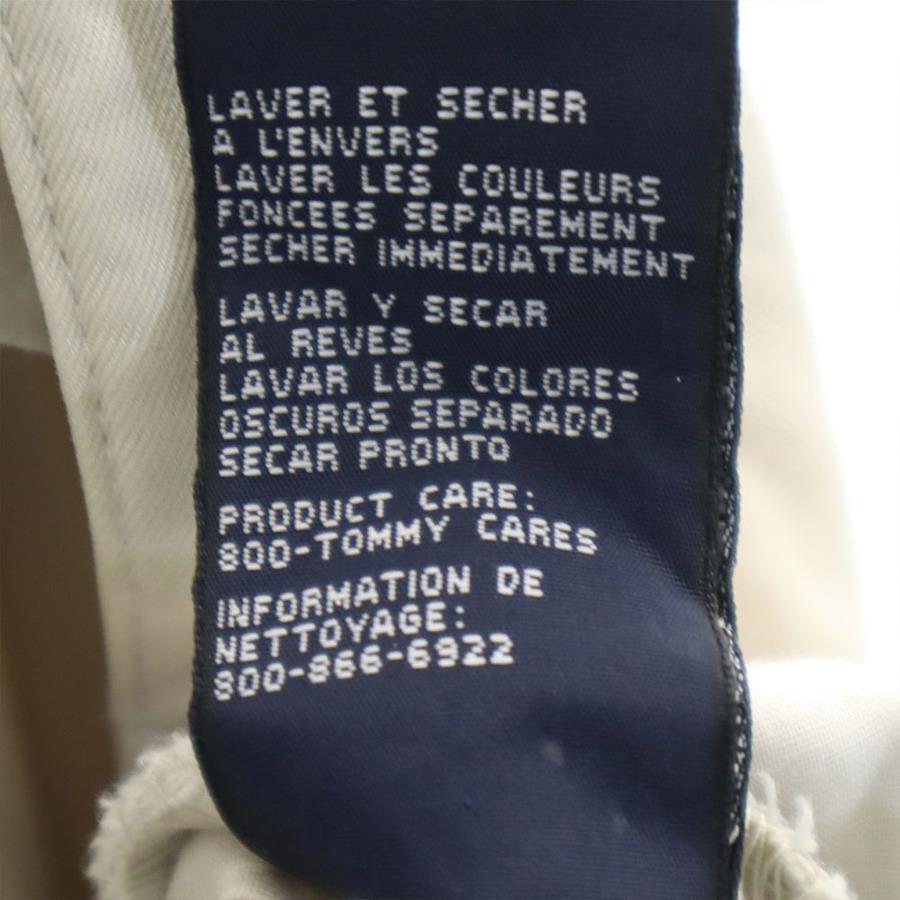 LAVER ET SECHER
A L'ENVERS
LAVER LES COULEURS
FONCEES SEPAREMENT
SECHER IMMEDIATEMENT
LAVAR Y SECAR
AL REVES
LAVAR LOS COLORES
OSCUROS SEPARADO
SECAR PRONTO
PRODUCT CARE:
800-TOMMY CARES
INFORMATION DE
NETTOYAGE:
800-866-6922